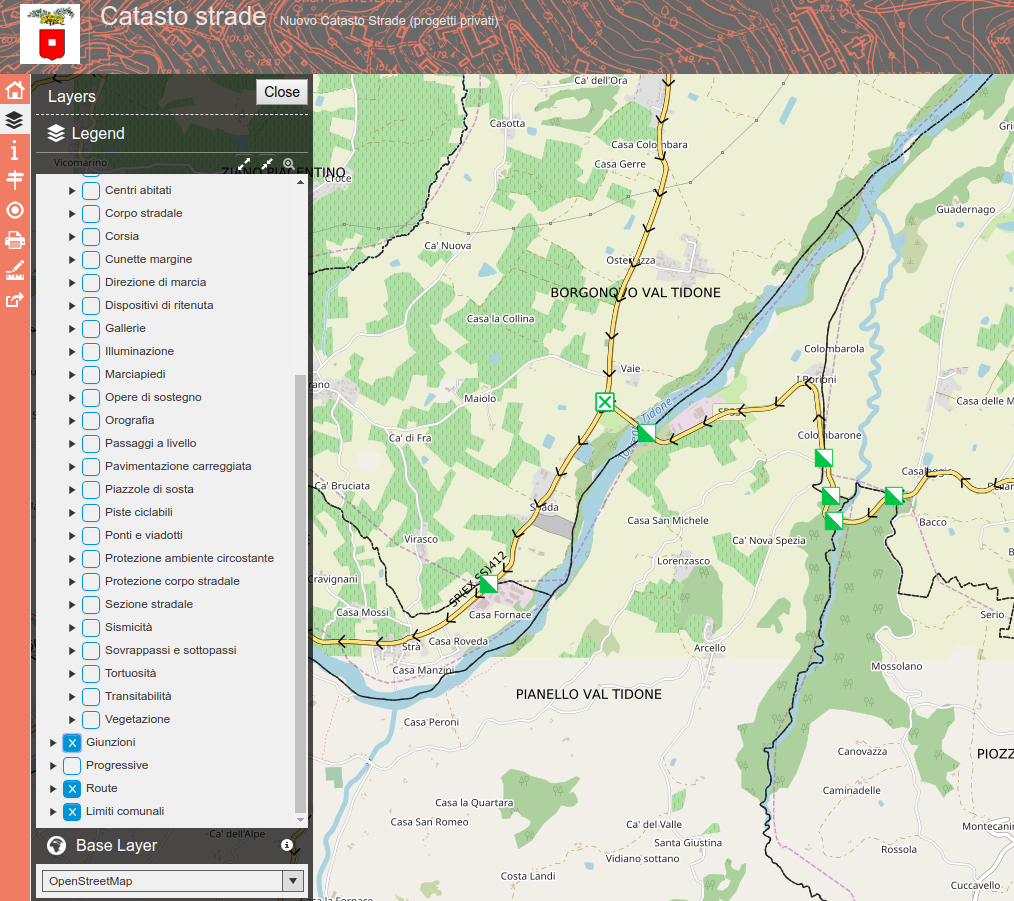 Catasto strade
Nuovo Catasto Strade (progetti privati)
Layers
Close
Legend
Vicomarino
ZIANO PIACENTINO
Croce
Centri abitati
Corpo stradale
Corsia
Cunette margine
Direzione di marcia
Dispositivi di ritenuta
Gallerie
Illuminazione
Marciapiedi
Opere di sostegno
Orografia
Passaggi a livello
Pavimentazione carreggiata
Piazzole di sosta
Piste ciclabili
Ponti e viadotti
Protezione ambiente circostante
Protezione corpo stradale
Sezione stradale
Sismicità
Sovrappassi e sottopassi
Tortuosità
Transitabilità
Vegetazione
Giunzioni
Progressive
Route
Limiti comunali
Ca' dell'Alpe
Base Layer
OpenStreetMap
Ca' dell'Ora
Casotta
Casa Colombara
Casa Gerre
Guadernago
Ca' Nuova
BORGONOVO VAL TIDONE
Casa la Collina
Colombarola
Vaie
I Borioni
Maiolo
Casa delle M
Ca' di Fra
Colombarone
Ca' Bruciata
Strada
Casa San Michele
Bacco
Virasco
Ca' Nova Spezia
Lorenzasco
SP(EX SS)412
Cravignani
Casa Mossi
Casa Fornace
Serio
Strà
Casa Roveda
Arcello
Casa Manzini
Mossolano
PIANELLO VAL TIDONE
Casa Peroni
Canovazza
PIOZZ
Caminadelle
Casa la Quartara
Casa San Romeo
Ca' del Valle
Montecani
Santa Giustina
Rossola
Vidiano sottano
Costa Landi
Cuccavello